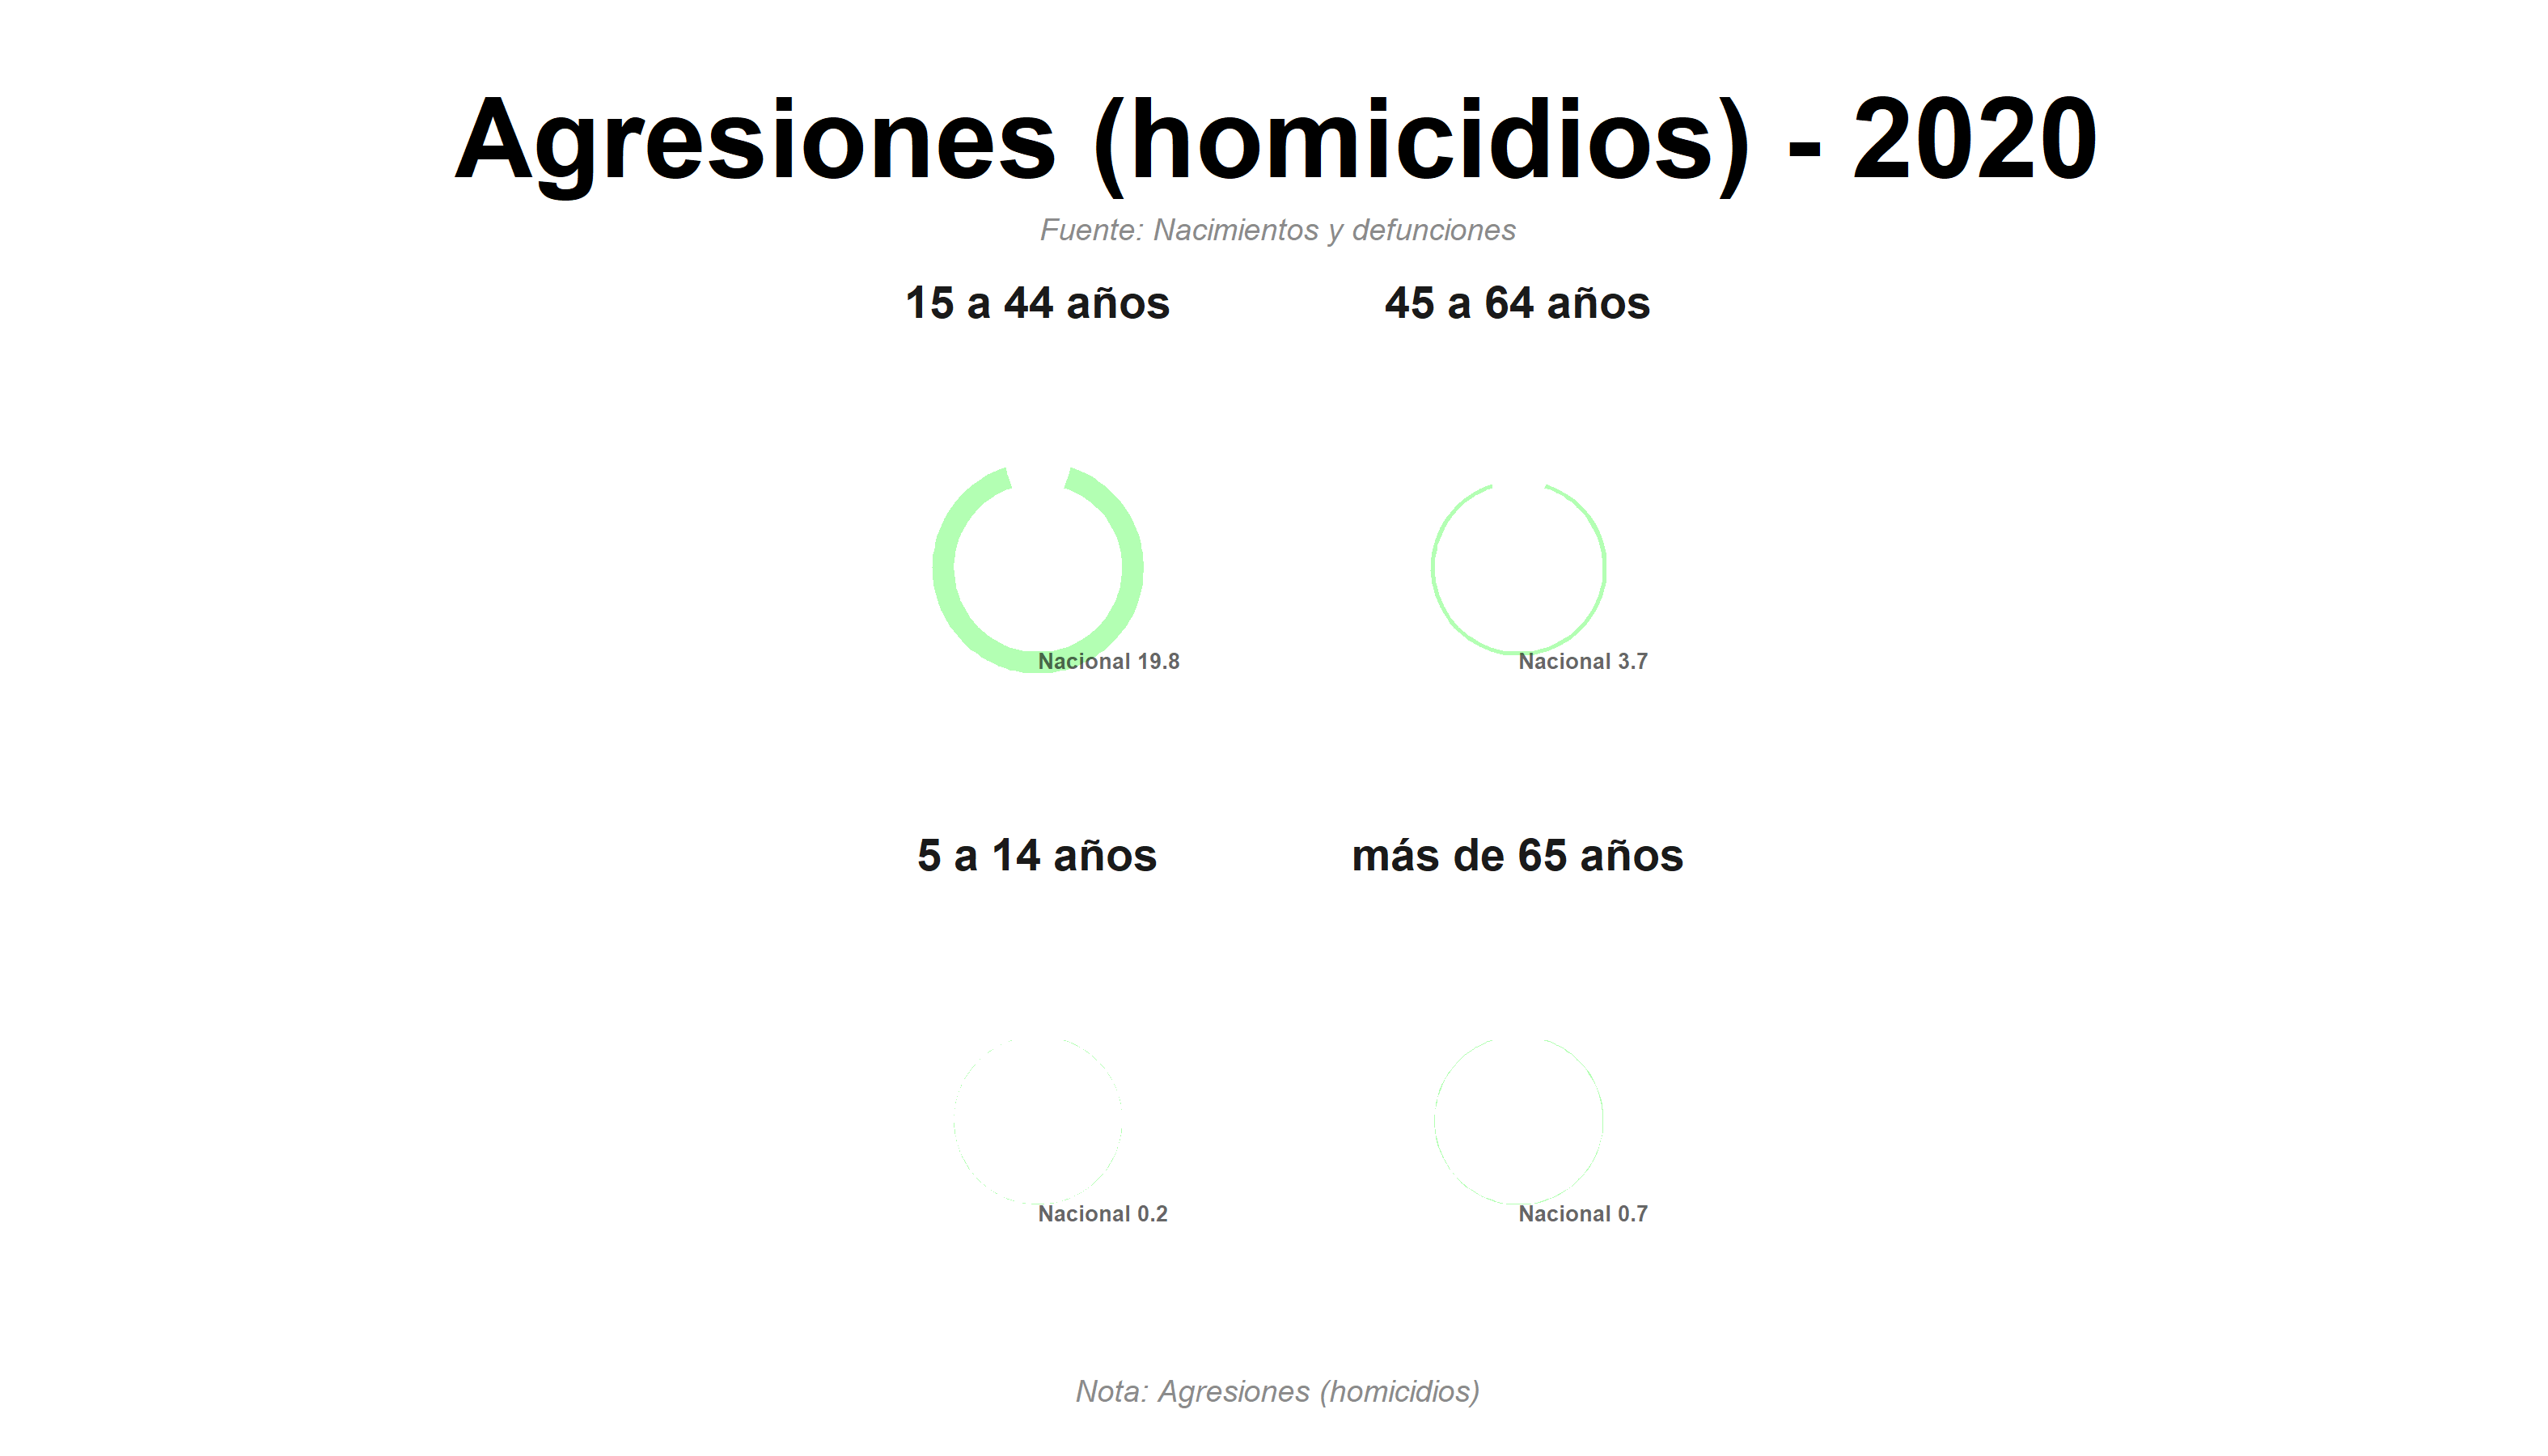 Agresiones (homicidios) - 2020
Fuente: Nacimientos y defunciones
15 a 44 años
45 a 64 años
Nacional 19.8
Nacional 3.7
5 a 14 años
más de 65 años
Nacional 0.2
Nacional 0.7
Nota: Agresiones (homicidios)